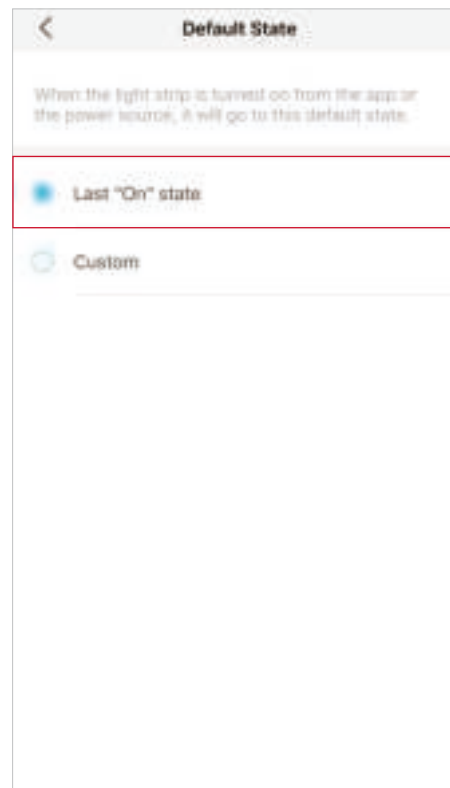 Default State
When the light strip is turned on from the app or
the power source, it will go to this default state.
Last "On" state
Custom